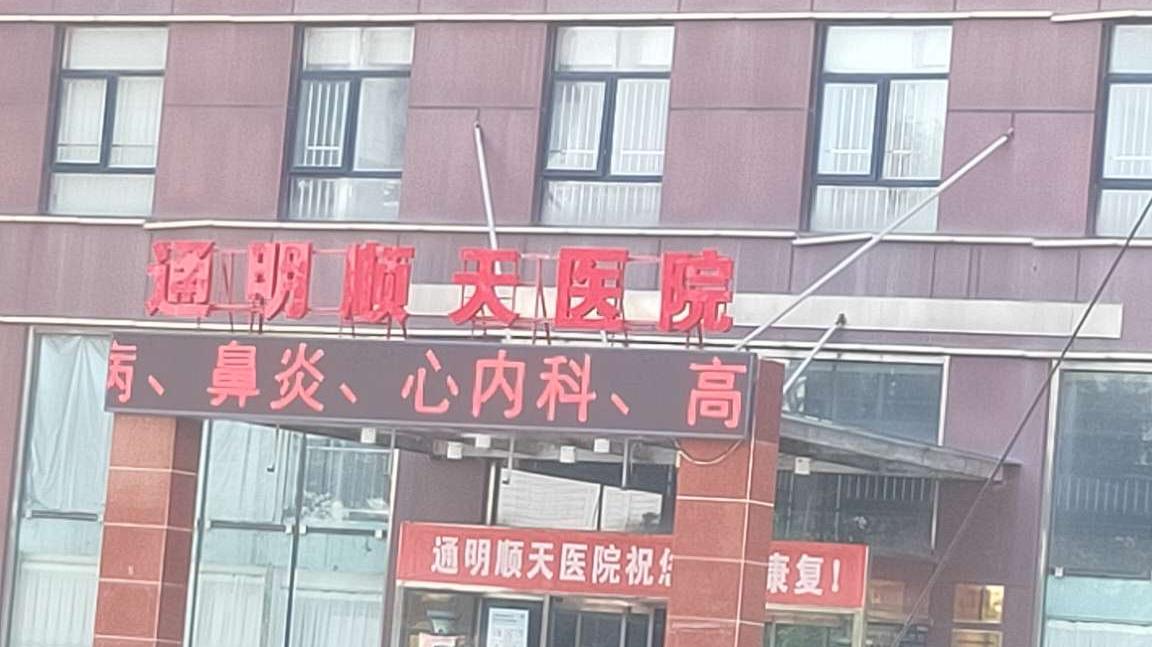 通明顺天医院
病、鼻炎、心内科、高
通明顺天医院祝您 康复！